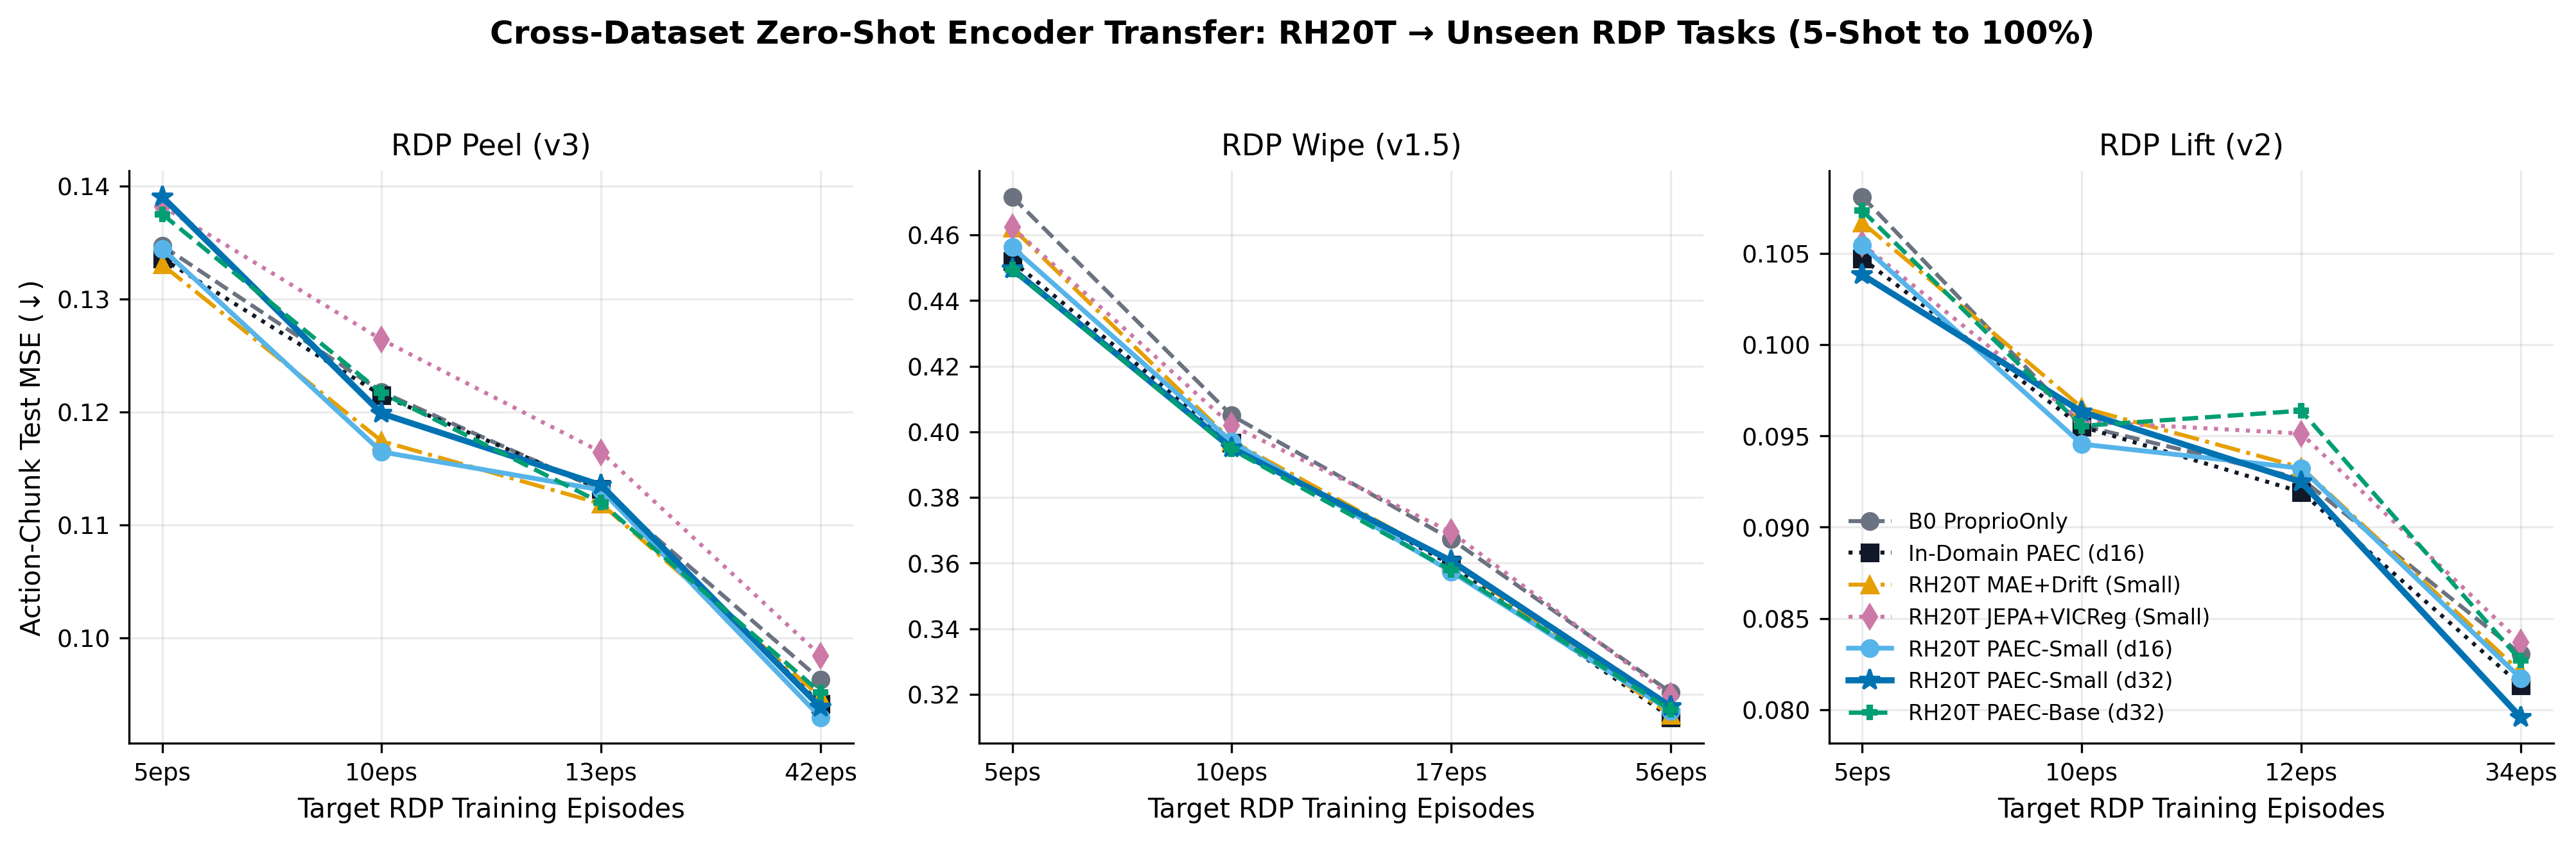 Cross-Dataset Zero-Shot Encoder Transfer: RH20T → Unseen RDP Tasks (5-Shot to 100%)
RDP Peel (v3)
Action-Chunk Test MSE (↓)
0.14
0.13
0.12
0.11
0.10
5eps 10eps 13eps 42eps
Target RDP Training Episodes
RDP Wipe (v1.5)
0.46
0.44
0.42
0.40
0.38
0.36
0.34
0.32
5eps 10eps 17eps 56eps
Target RDP Training Episodes
RDP Lift (v2)
0.105
0.100
0.095
0.090
0.085
0.080
B0 ProprioOnly
In-Domain PAEC (d16)
RH20T MAE+Drift (Small)
RH20T JEPA+VICReg (Small)
RH20T PAEC-Small (d16)
RH20T PAEC-Small (d32)
RH20T PAEC-Base (d32)
5eps 10eps 12eps 34eps
Target RDP Training Episodes